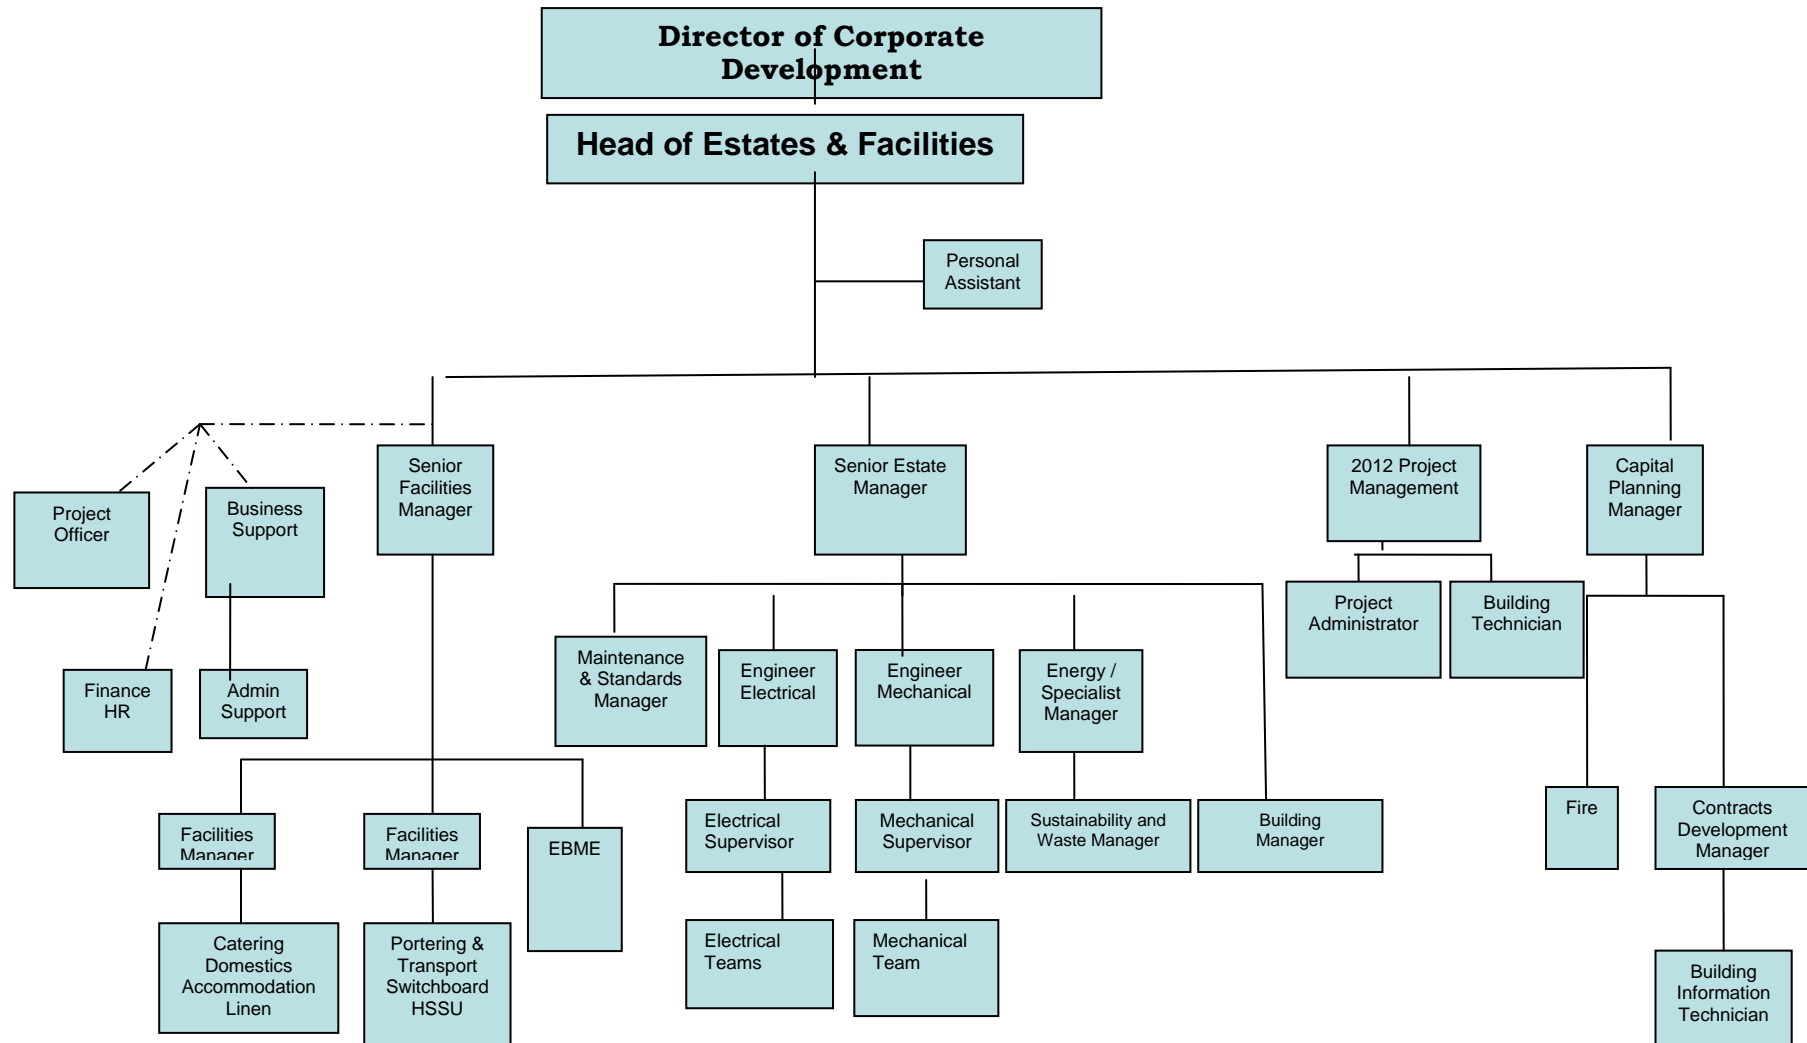 Director of Corporate
Development
Head of Estates & Facilities
Personal
Assistant
Senior
Facilities
Manager
Senior Estate
Manager
2012 Project
Management
Capital
Planning
Manager
Project
Officer
Business
Support
Finance
HR
Admin
Support
Maintenance
& Standards
Manager
Engineer
Electrical
Engineer
Mechanical
Energy /
Specialist
Manager
Project
Administrator
Building
Technician
Facilities
Manager
Facilities
Manager
EBME
Electrical
Supervisor
Mechanical
Supervisor
Sustainability and
Waste Manager
Building
Manager
Fire
Contracts
Development
Manager
Catering
Domestics
Accommodation
Linen
Portering &
Transport
Switchboard
HSSU
Electrical
Teams
Mechanical
Team
Building
Information
Technician